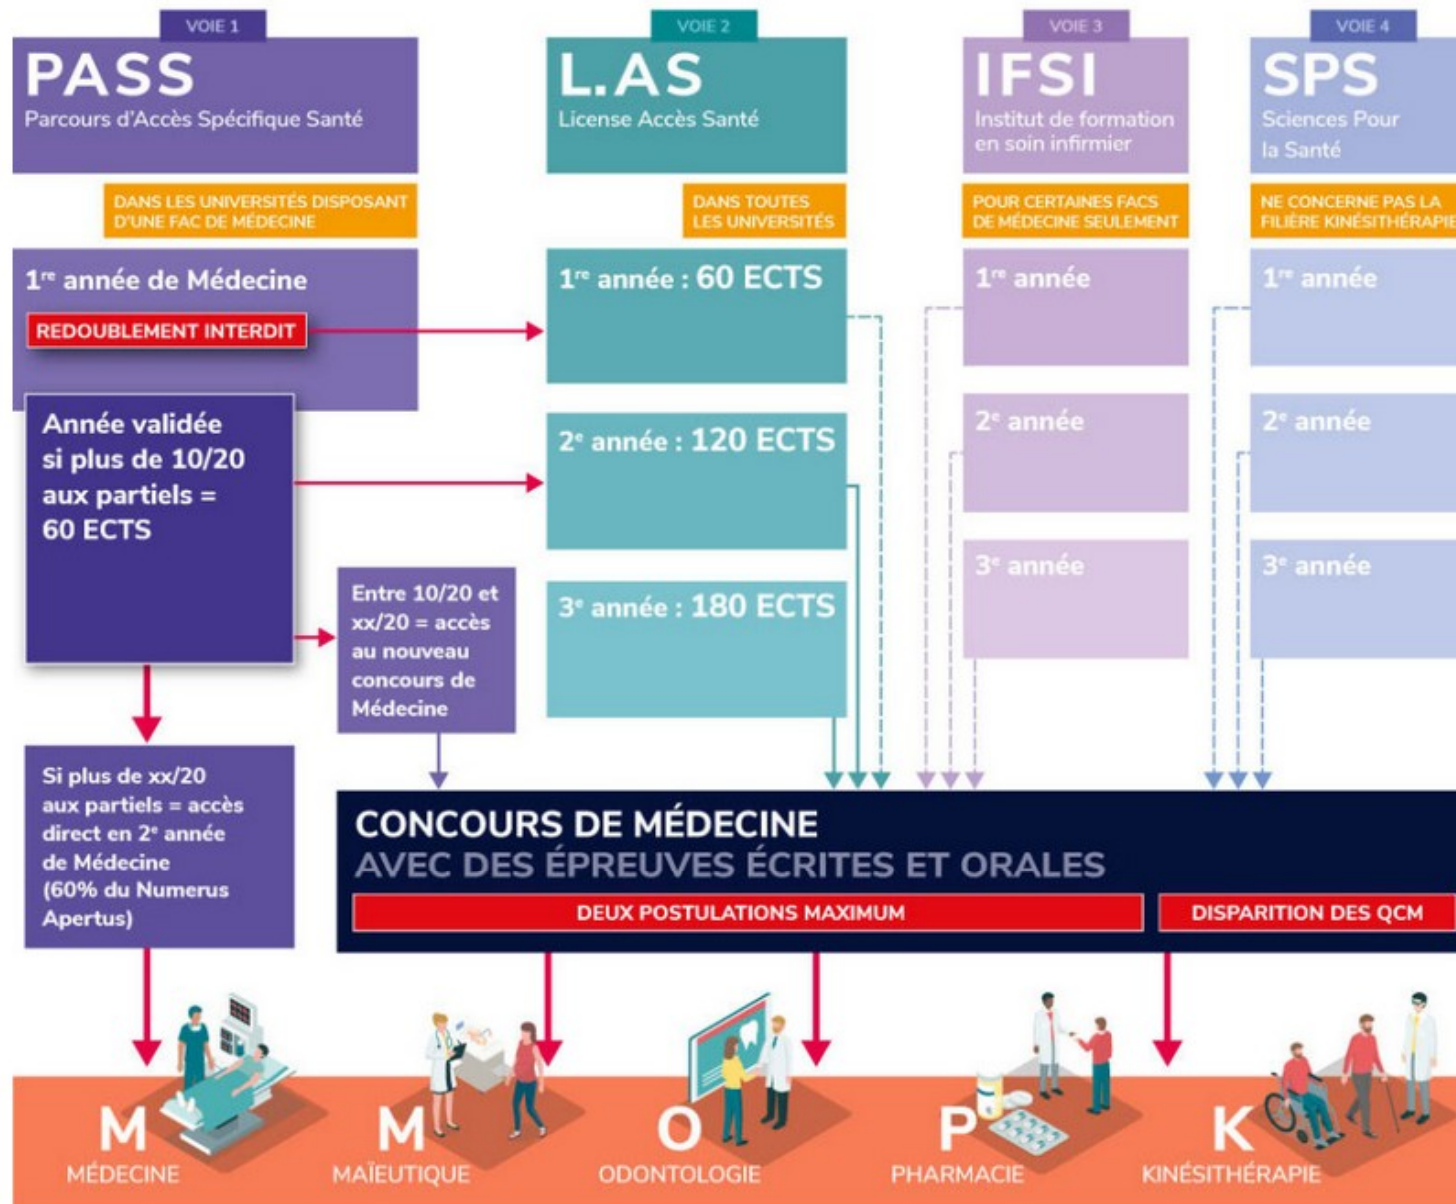 VOIE 1
PASS
Parcours d'Accès Spécifique Santé
DANS LES UNIVERSITÉS DISPOSANT
D'UNE FAC DE MÉDECINE
1re année de Médecine
REDOUBLEMENT INTERDIT
Année validée
si plus de 10/20
aux partiels =
60 ECTS
Entre 10/20 et
xx/20 = accès
au nouveau
concours de
Médecine
Si plus de xx/20
aux partiels = accès
direct en 2e année
de Médecine
(60% du Numerus
Apertus)
VOIE 2
L.AS
License Accès Santé
DANS TOUTES
LES UNIVERSITÉS
1re année : 60 ECTS
2e année : 120 ECTS
3e année : 180 ECTS
VOIE 3
IFSI
Institut de formation
en soin infirmier
POUR CERTAINES FACS
DE MÉDECINE SEULEMENT
1re année
2e année
3e année
VOIE 4
SPS
Sciences Pour
la Santé
NE CONCERNE PAS LA
FILIÈRE KINÉSITHÉRAPIE
1re année
2e année
3e année
CONCOURS DE MÉDECINE
AVEC DES ÉPREUVES ÉCRITES ET ORALES
DEUX POSTULATIONS MAXIMUM
DISPARITION DES QCM
M
MÉDECINE
M
MAÏEUTIQUE
O
ODONTOLOGIE
P
PHARMACIE
K
KINÉSITHÉRAPIE